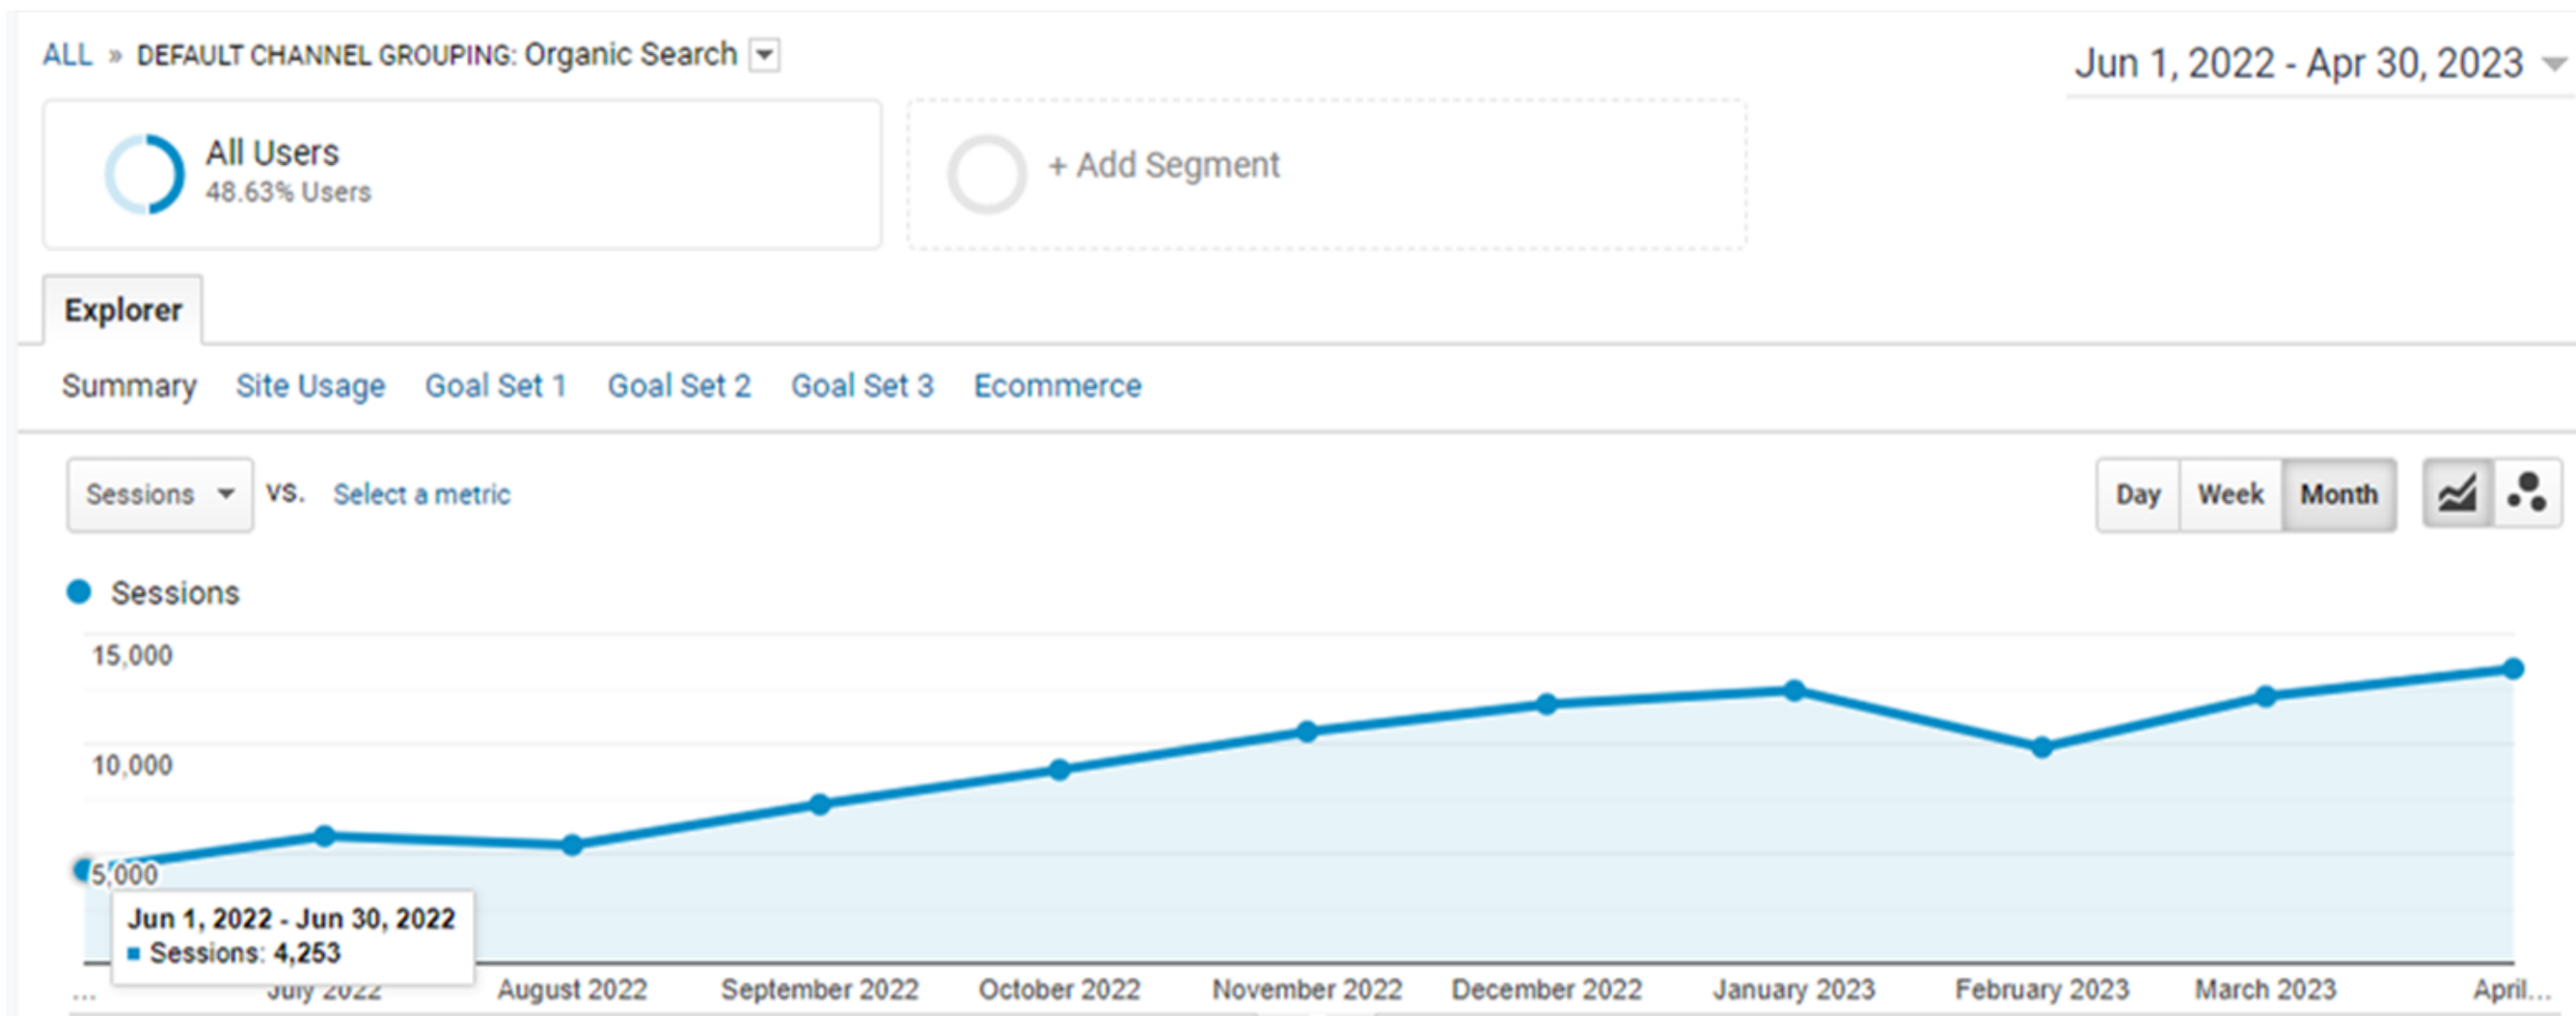 ALL » DEFAULT CHANNEL GROUPING: Organic Search
Jun 1, 2022 - Apr 30, 2023
All Users
48.63% Users
+ Add Segment
Explorer
Summary Site Usage Goal Set 1 Goal Set 2 Goal Set 3 Ecommerce
Sessions vs. Select a metric
Day Week Month
Sessions
15,000
10,000
5,000
Jun 1, 2022 - Jun 30, 2022
Sessions: 4,253
... July 2022 August 2022 September 2022 October 2022 November 2022 December 2022 January 2023 February 2023 March 2023 April...